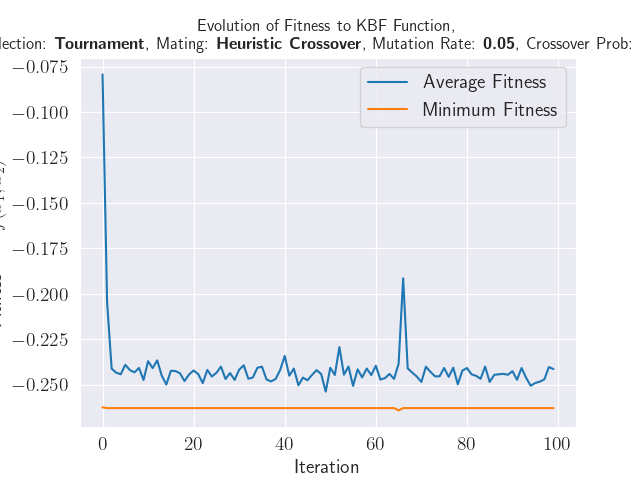 Evolution of Fitness to KBF Function,
lection: Tournament, Mating: Heuristic Crossover, Mutation Rate: 0.05, Crossover Prob:
−0.075
−0.100
−0.125
−0.150
−0.175
−0.200
−0.225
−0.250
Average Fitness
Minimum Fitness
0
20
40
60
80
100
Iteration